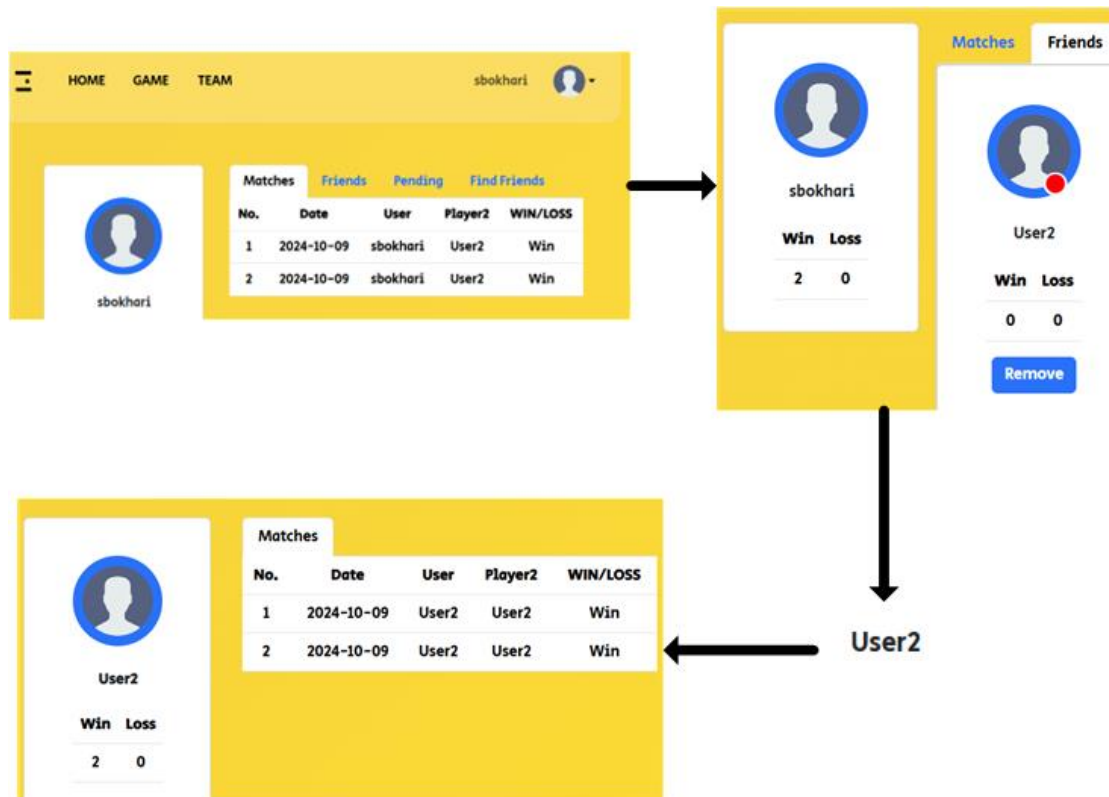 HOME GAME TEAM sbokhari
Matches Friends Pending Find Friends
No. Date User Player2 WIN/LOSS
1 2024-10-09 sbokhari User2 Win
2 2024-10-09 sbokhari User2 Win
sbokhari
Matches Friends
sbokhari
Win Loss
2 0
User2
Win Loss
0 0
Remove
User2
Matches
No. Date User Player2 WIN/LOSS
1 2024-10-09 User2 User2 Win
2 2024-10-09 User2 User2 Win
User2
Win Loss
2 0